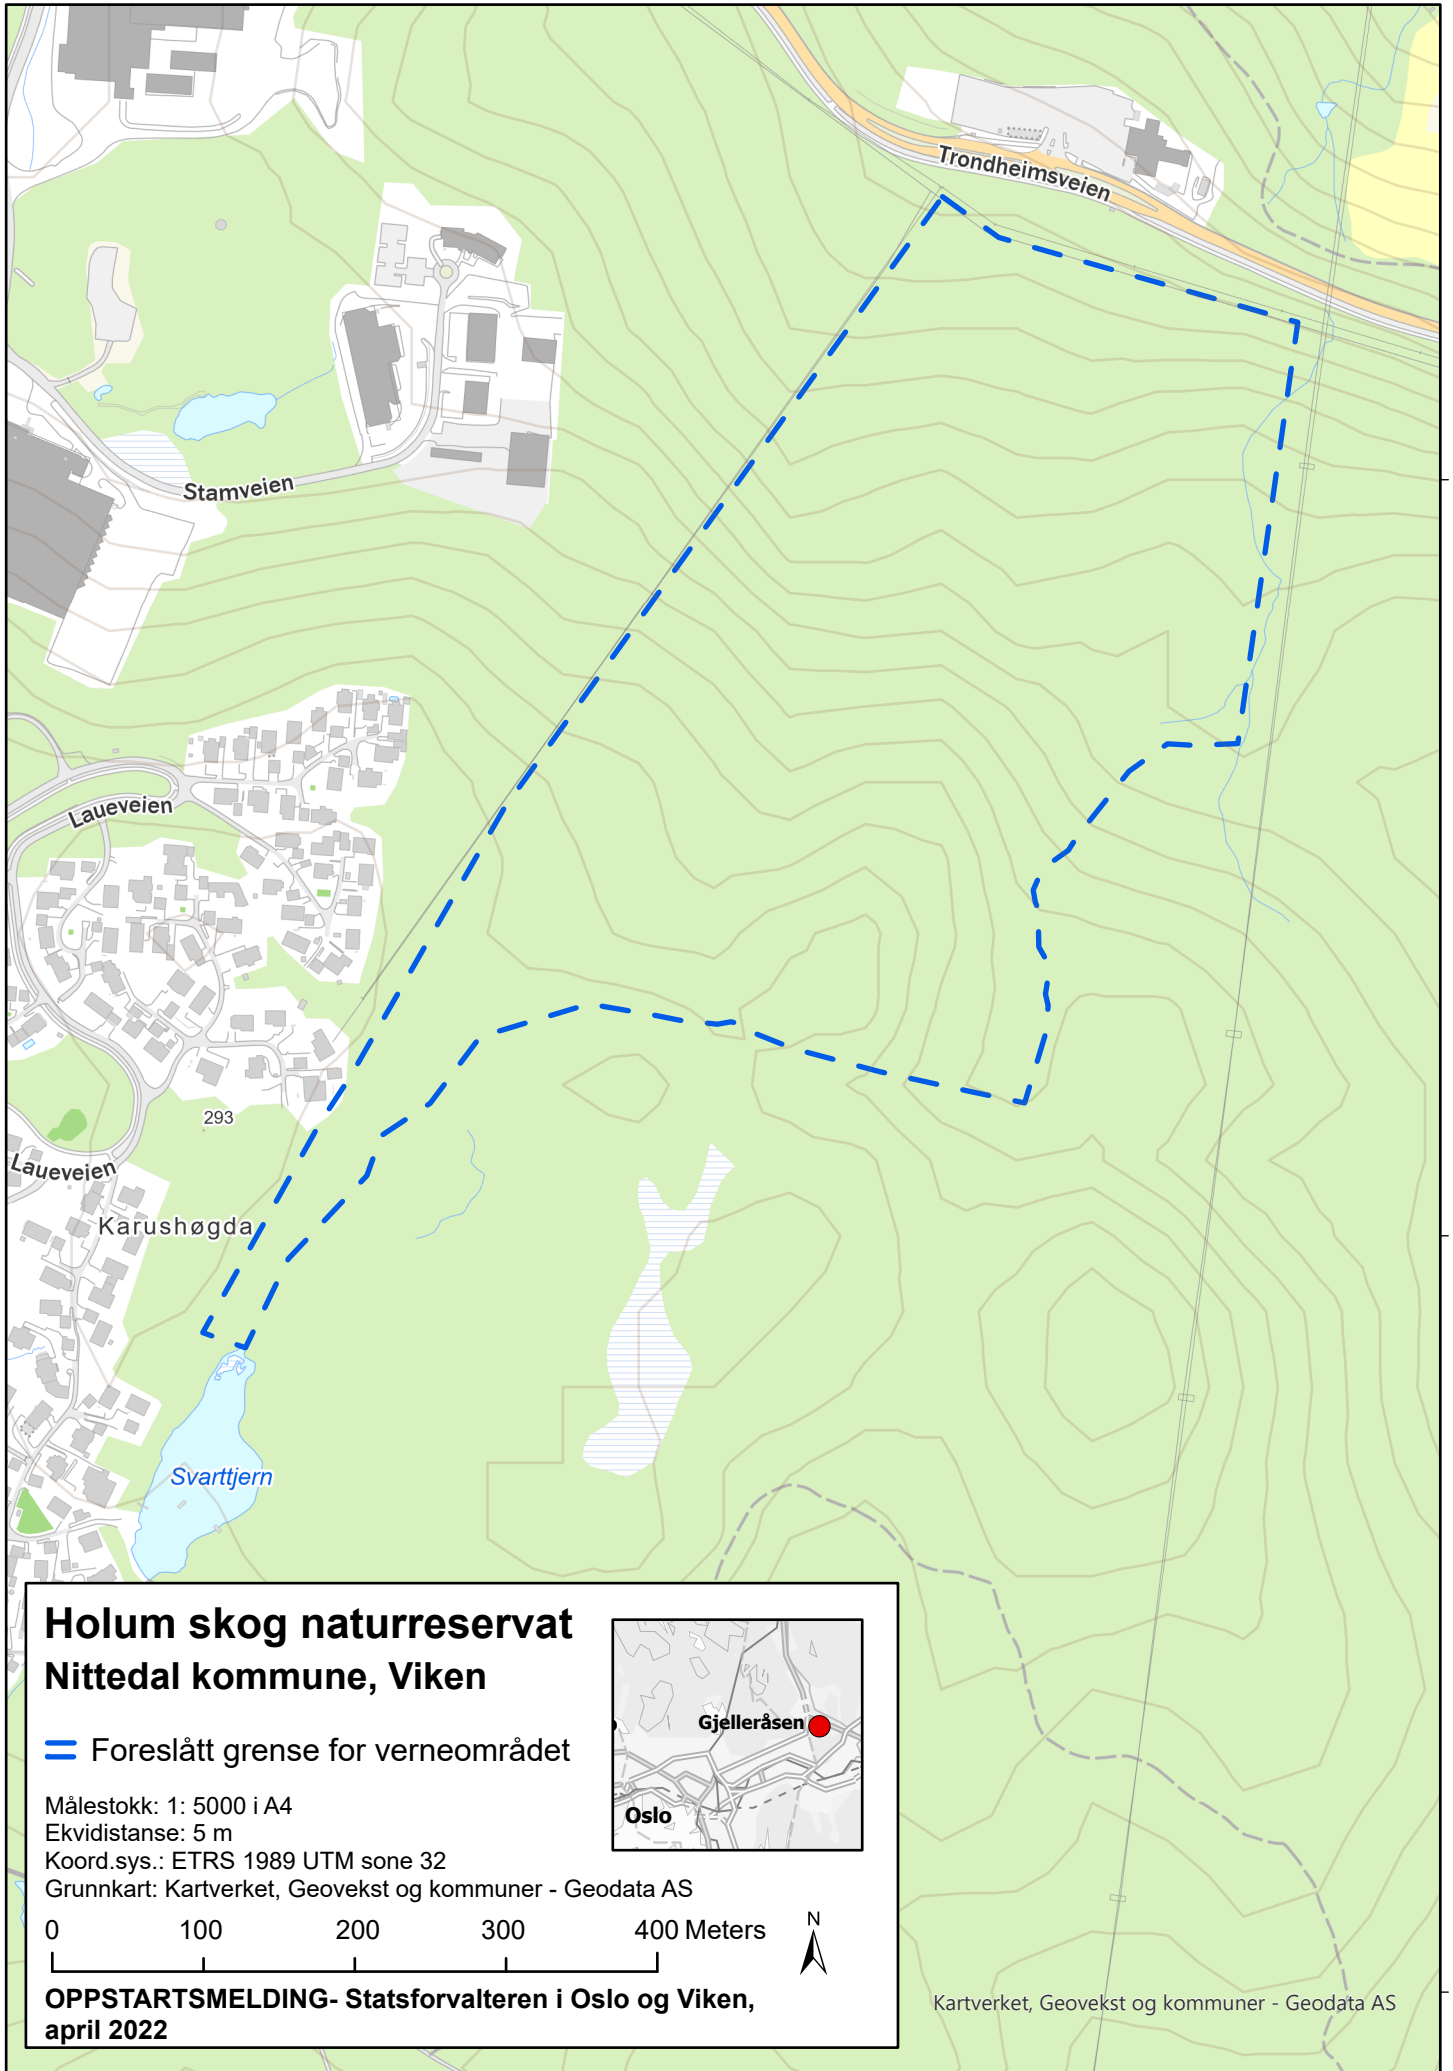 Trondheimsveien
Stamveien
Laueveien
293
Laueveien
Karushøgda
Svarttjern
Holum skog naturreservat
Nittedal kommune, Viken
Foreslått grense for verneområdet
Gjelleråsen
Oslo
Målestokk: 1: 5000 i A4
Ekvidistanse: 5 m
Koord.sys.: ETRS 1989 UTM sone 32
Grunnkart: Kartverket, Geovekst og kommuner - Geodata AS
0 100 200 300 400 Meters
N
OPPSTARTSMELDING- Statsforvalteren i Oslo og Viken,
april 2022
Kartverket, Geovekst og kommuner - Geodata AS